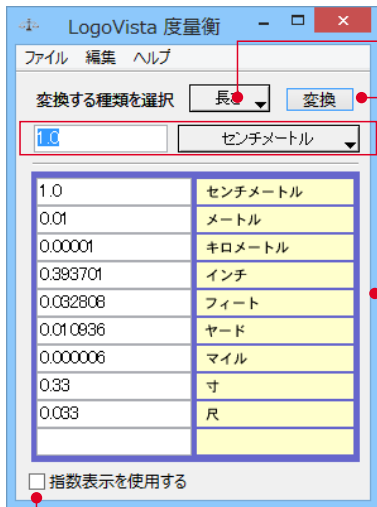 LogoVista 度量衡
ファイル 編集 ヘルプ
変換する種類を選択 長さ 変換
1.0 センチメートル
1.0 センチメートル
0.01 メートル
0.00001 キロメートル
0.393701 インチ
0.032808 フィート
0.010936 ヤード
0.000006 マイル
0.33 寸
0.033 尺
指数表示を使用する